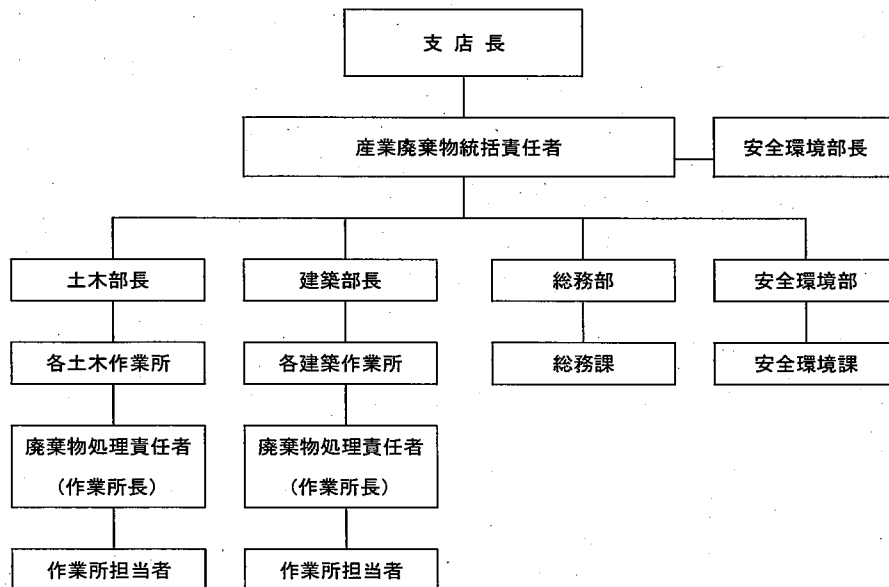 支店長
産業廃棄物統括責任者
安全環境部長
土木部長
建築部長
総務部
安全環境部
各土木作業所
各建築作業所
総務課
安全環境課
廃棄物処理責任者
(作業所長)
廃棄物処理責任者
(作業所長)
作業所担当者
作業所担当者